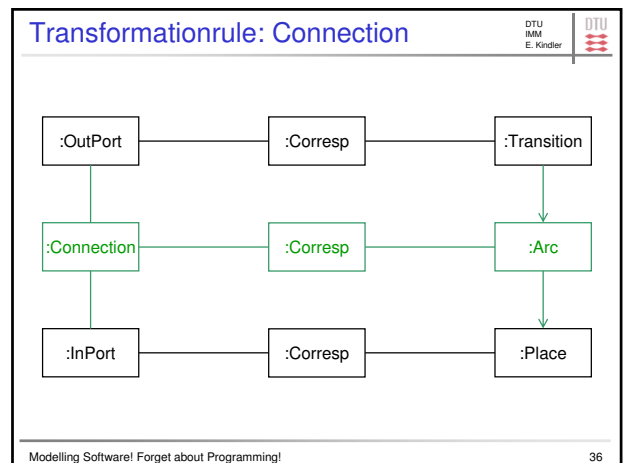 Transformationrule: Connection
DTU
IMM
E. Kindler
DTU
:OutPort
:Corresp
:Transition
:Connection
:Corresp
:Arc
:InPort
:Corresp
:Place
Modelling Software! Forget about Programming!
36